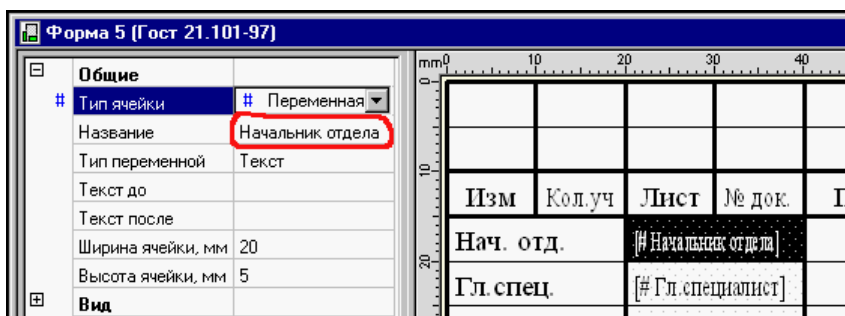 Форма 5 (Гост 21.101-97)
Общие
# Тип ячейки # Переменная
Название Начальник отдела
Тип переменной Текст
Текст до
Текст после
Ширина ячейки, мм 20
Высота ячейки, мм 5
Вид
mm 0 10 20 30 40
0
10
20
Изм Кол.уч Лист № док. П
Нач. отд. [# Начальник отдела]
Гл.спец. [# Гл.специалист]